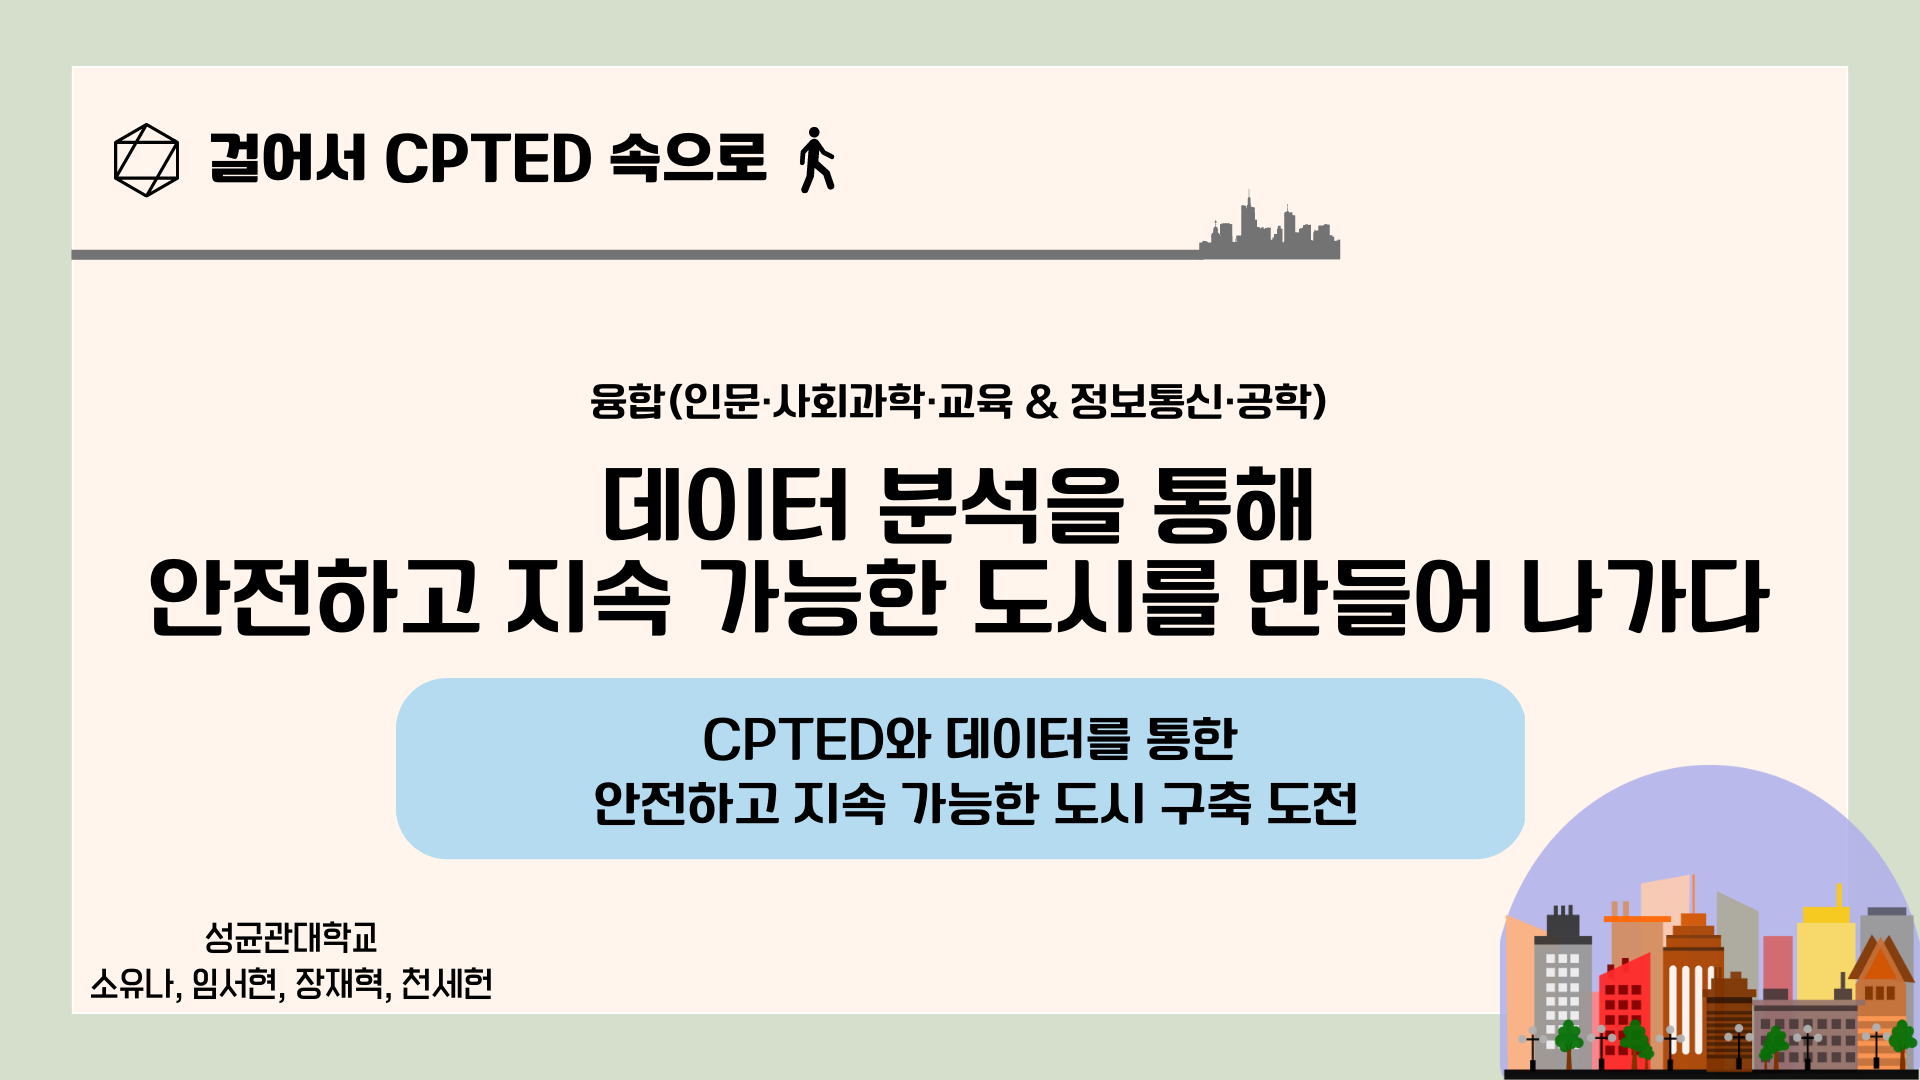 걸어서 CPTED 속으로
융합(인문·사회과학·교육 & 정보통신·공학)
데이터 분석을 통해
안전하고 지속 가능한 도시를 만들어 나가다
CPTED와 데이터를 통한
안전하고 지속 가능한 도시 구축 도전
성균관대학교
소유나, 임서현, 장재혁, 천세헌